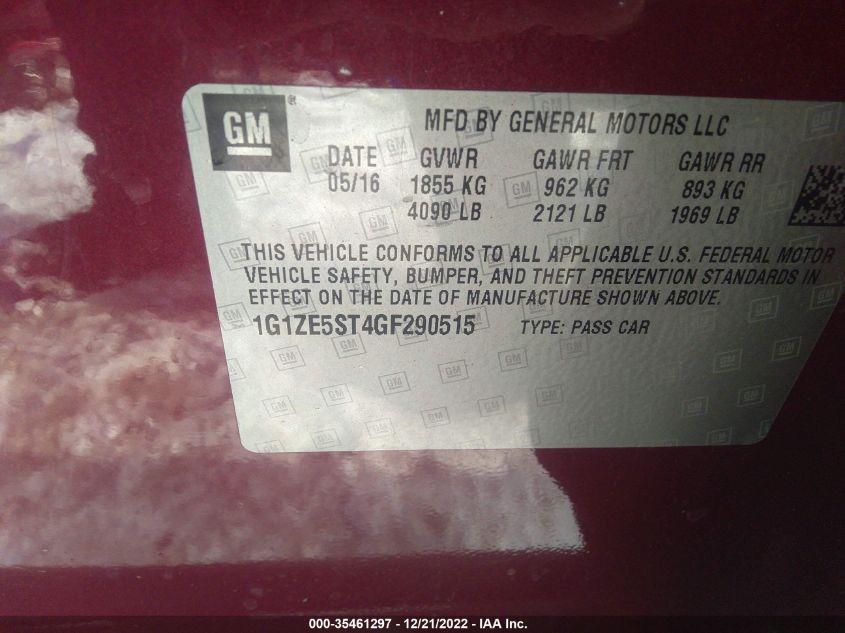 GM ® MFD BY GENERAL MOTORS LLC
DATE GVWR GAWR FRT GAWR RR
05/16 1855 KG 962 KG 893 KG
4090 LB 2121 LB 1969 LB
THIS VEHICLE CONFORMS TO ALL APPLICABLE U.S. FEDERAL MOTOR
VEHICLE SAFETY, BUMPER, AND THEFT PREVENTION STANDARDS IN
EFFECT ON THE DATE OF MANUFACTURE SHOWN ABOVE.
1G1ZE5ST4GF290515 TYPE: PASS CAR
000-35461297 - 12/21/2022 - IAA Inc.